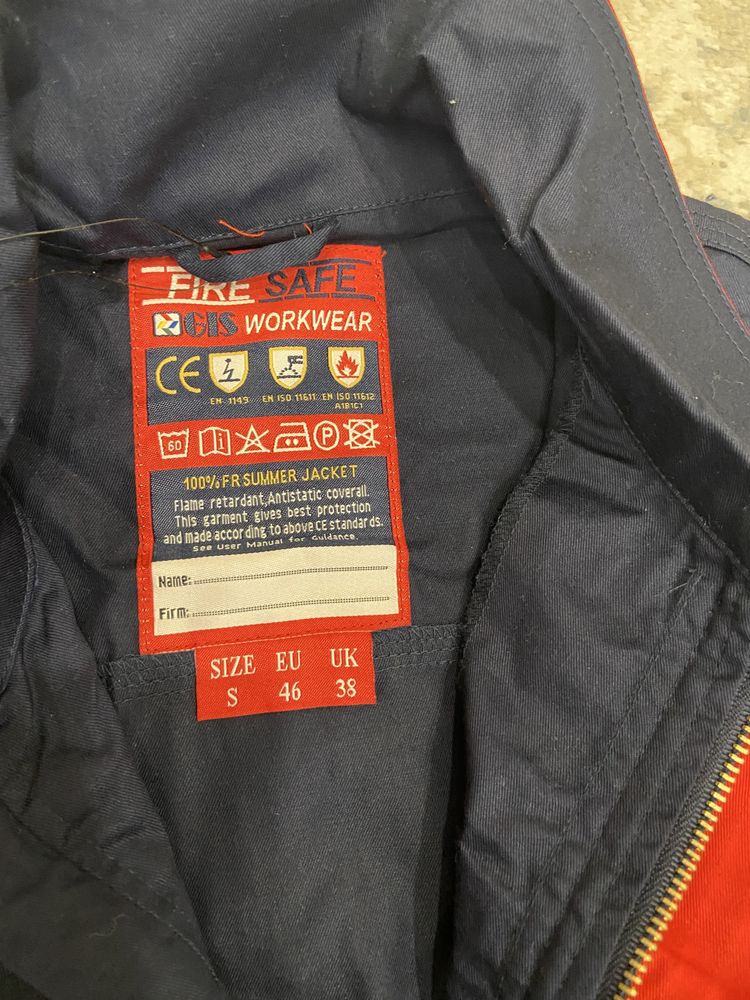 FIRE SAFE
GIS WORKWEAR
CE
EN: 1149 EN ISO 11611 EN ISO 11612
A1B1C1
60 i P
100% FR SUMMER JACKET
Flame retardant, Antistatic coverall.
This garment gives best protection
and made according to above CE standards.
See User Manual for Guidance.
Name:
Firm:
SIZE EU UK
S 46 38